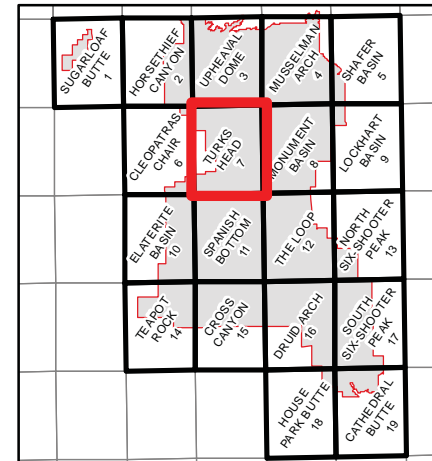 SUGARLOAF
BUTTE
1
HORSETHIEF
CANYON
2
UPHEAVAL
DOME
3
MUSSELMAN
ARCH
4
SHAFER
BASIN
5
CLEOPATRAS
CHAIR
6
TURKS
HEAD
7
MONUMENT
BASIN
8
LOCKHART
BASIN
9
ELATERITE
BASIN
10
SPANISH
BOTTOM
11
THE LOOP
12
NORTH
SIX-SHOOTER
PEAK
13
TEAPOT
ROCK
14
CROSS
CANYON
15
DRUID ARCH
16
SOUTH
SIX-SHOOTER
PEAK
17
HOUSE
PARK BUTTE
18
CATHEDRAL
BUTTE
19